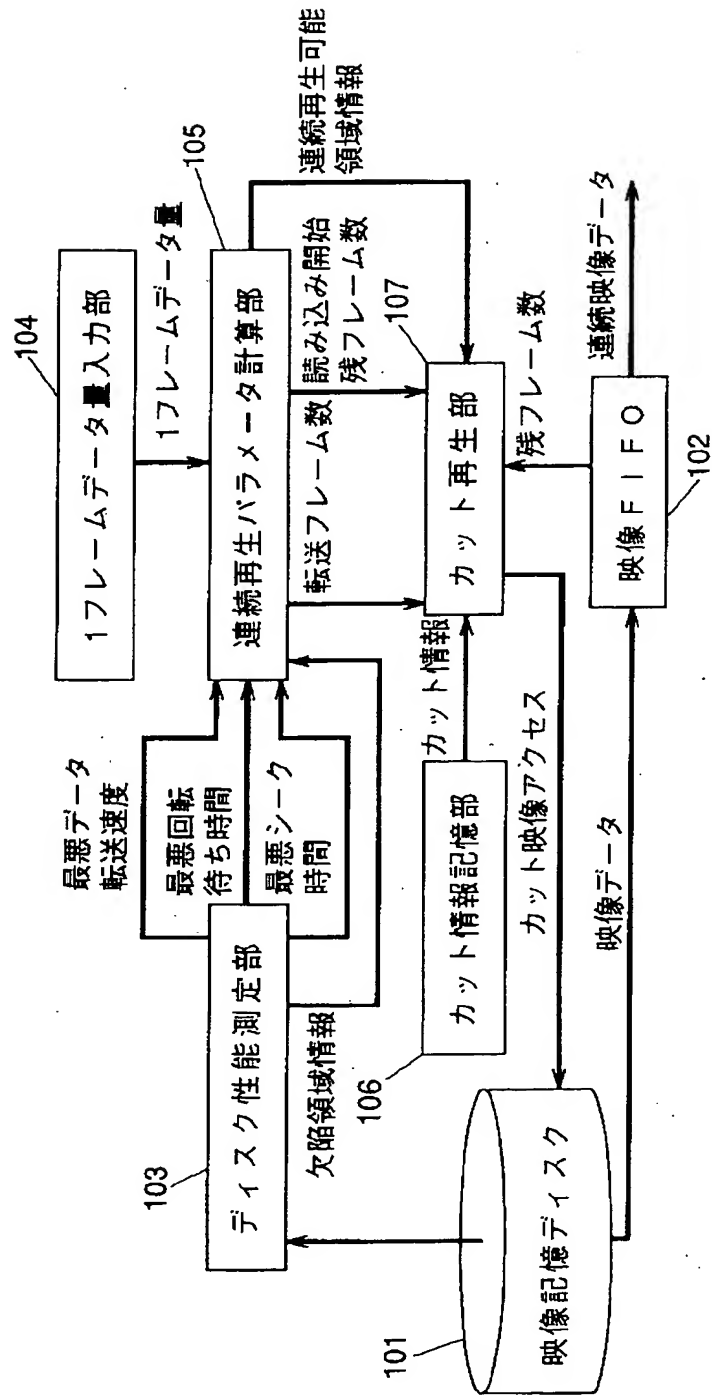 104
1フレームデータ量入力部
1フレームデータ量
105
連続再生パラメータ計算部
連続再生可能
領域情報
転送フレーム数
読み込み開始
残フレーム数
最悪データ
転送速度
最悪回転
待ち時間
最悪シーク
時間
103
ディスク性能測定部
欠陥領域情報
107
カット再生部
カット情報
106
カット情報記憶部
カット映像アクセス
残フレーム数
101
映像記憶ディスク
映像データ
映像FIFO
102
連続映像データ